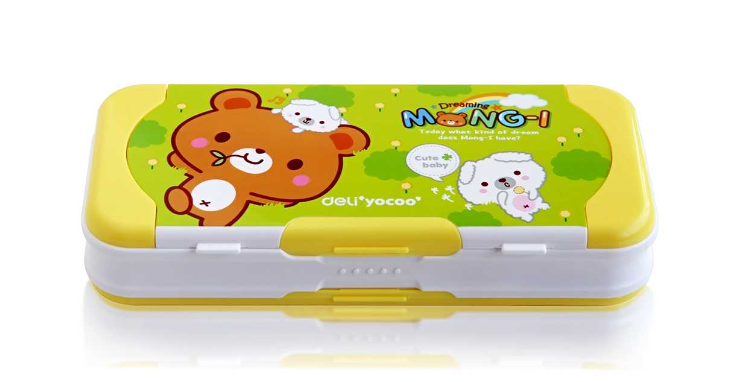 Dreaming
MONG-I
Today what kind of dream
does Mong-I have?
Cute
baby
deli yocoo